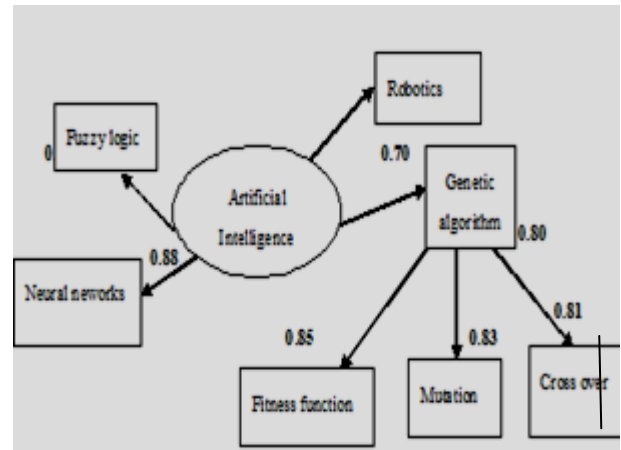 Robotics
Fuzzy logic
0
0.70
Genetic
algorithm
Artificial
Intelligence
0.80
0.88
Neural neworks
0.81
0.85
0.83
Cross over
Fitness function
Mutation